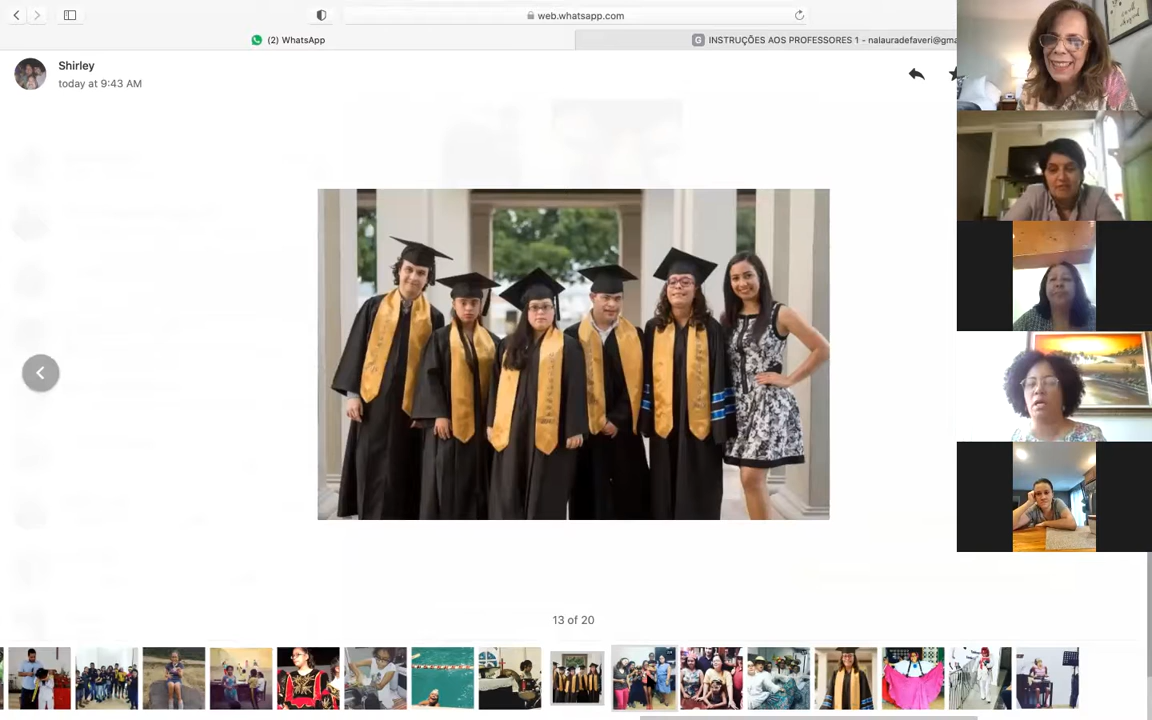 web.whatsapp.com
(2) WhatsApp
G INSTRUÇÕES AOS PROFESSORES 1 - nalauradefaveri@gma
Shirley
today at 9:43 AM
13 of 20